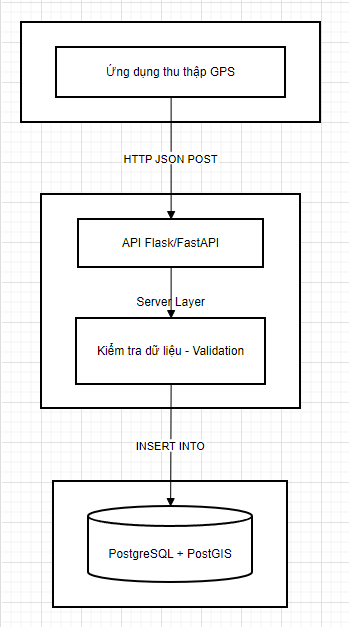 Ứng dụng thu thập GPS
HTTP JSON POST
API Flask/FastAPI
Server Layer
Kiểm tra dữ liệu - Validation
INSERT INTO
PostgreSQL + PostGIS